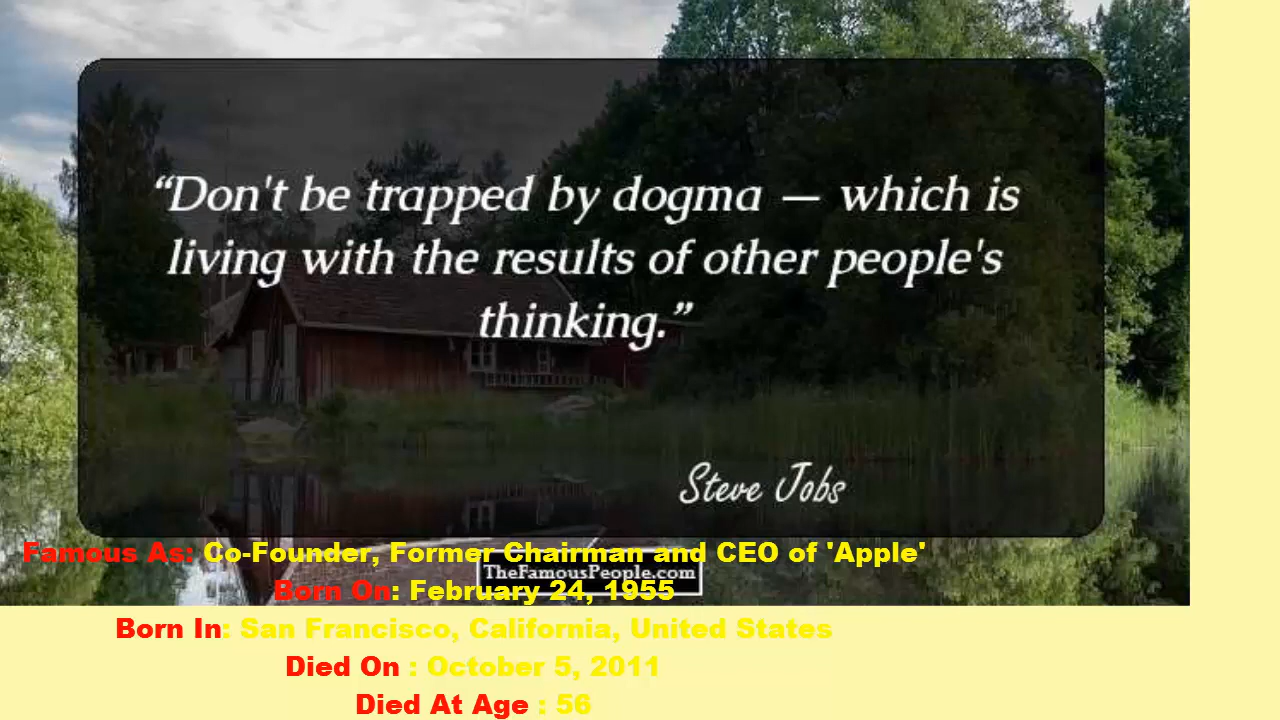 “Don't be trapped by dogma — which is
living with the results of other people's
thinking.”
Steve Jobs
Famous As: Co-Founder, Former Chairman and CEO of 'Apple'
TheFamousPeople.com
Born On: February 24, 1955
Born In: San Francisco, California, United States
Died On : October 5, 2011
Died At Age : 56